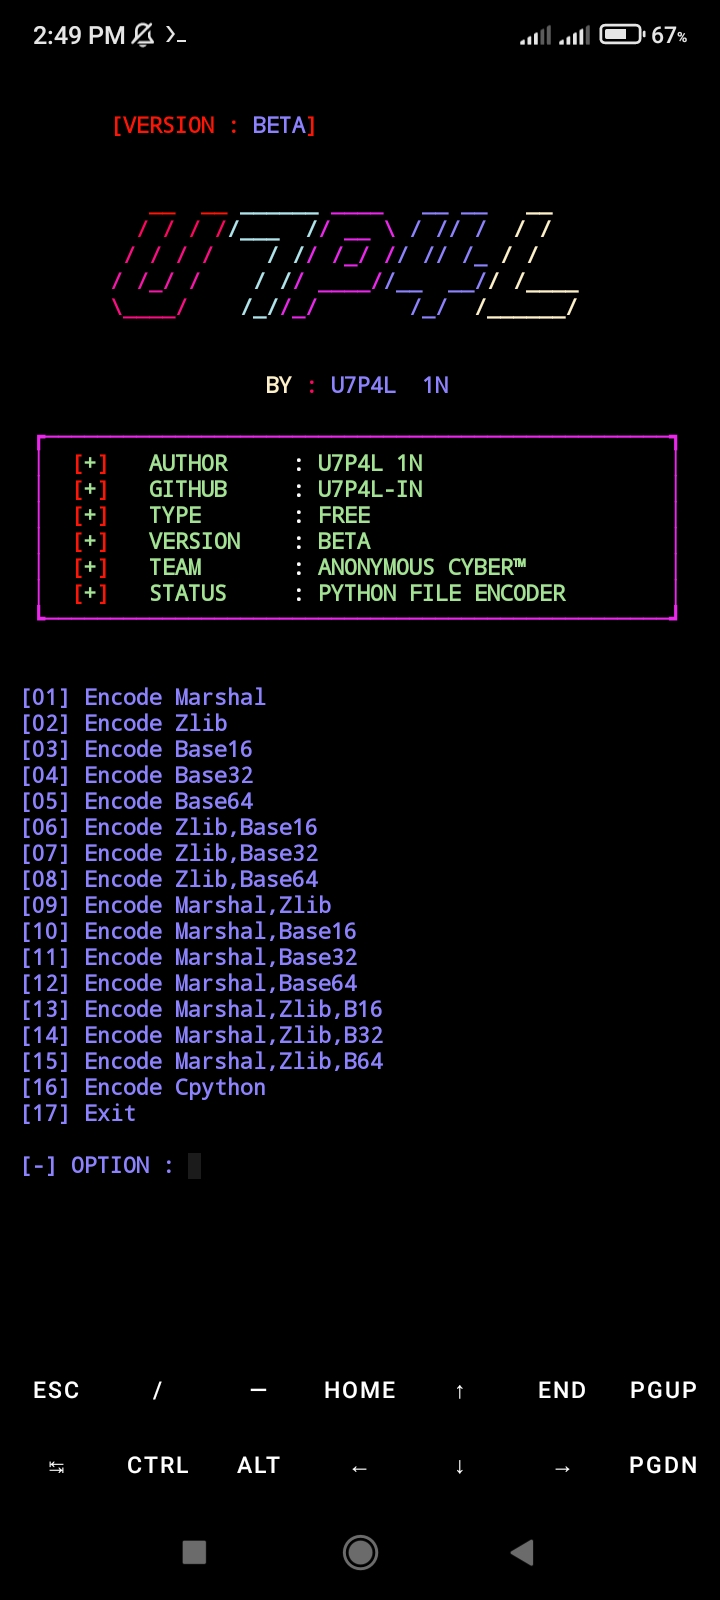 2:49 PM 67%
[VERSION : BETA]
U7P4L
BY : U7P4L 1N
[+] AUTHOR : U7P4L 1N
[+] GITHUB : U7P4L-IN
[+] TYPE : FREE
[+] VERSION : BETA
[+] TEAM : ANONYMOUS CYBER™
[+] STATUS : PYTHON FILE ENCODER
[01] Encode Marshal
[02] Encode Zlib
[03] Encode Base16
[04] Encode Base32
[05] Encode Base64
[06] Encode Zlib,Base16
[07] Encode Zlib,Base32
[08] Encode Zlib,Base64
[09] Encode Marshal,Zlib
[10] Encode Marshal,Base16
[11] Encode Marshal,Base32
[12] Encode Marshal,Base64
[13] Encode Marshal,Zlib,B16
[14] Encode Marshal,Zlib,B32
[15] Encode Marshal,Zlib,B64
[16] Encode Cpython
[17] Exit
[-] OPTION :
ESC / — HOME ↑ END PGUP
↹ CTRL ALT ← ↓ → PGDN